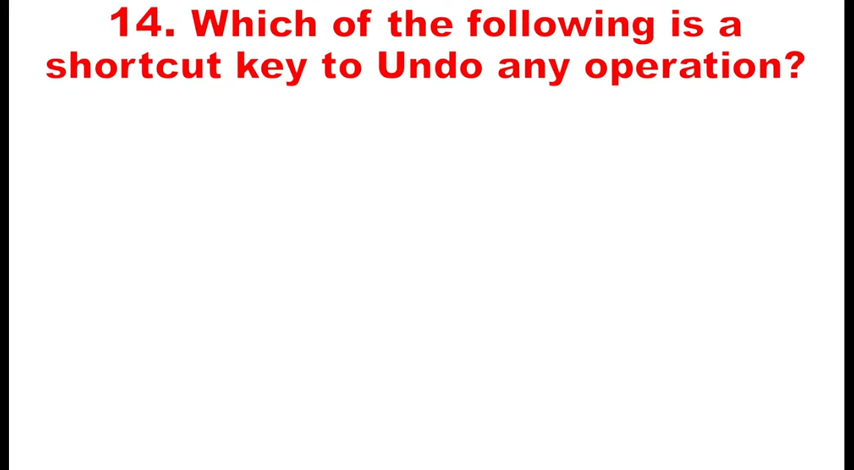 14. Which of the following is a
shortcut key to Undo any operation?